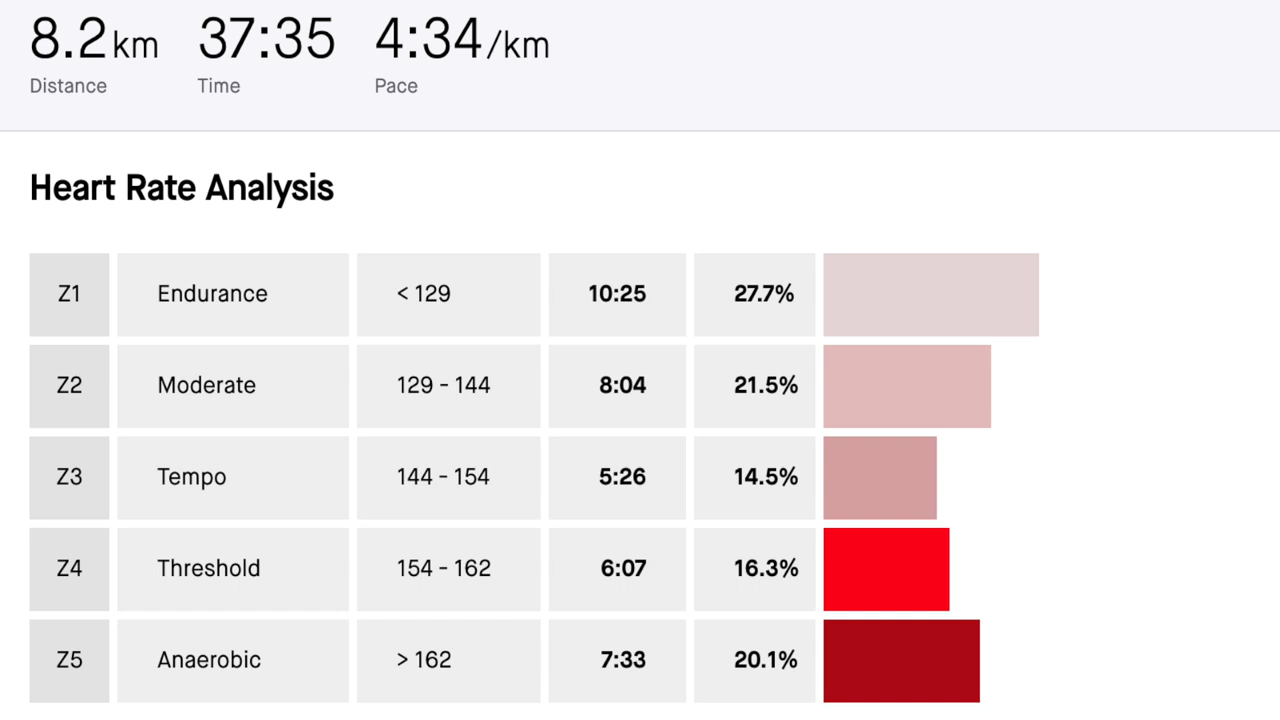 8.2 km 37:35 4:34/km
Distance Time Pace
Heart Rate Analysis
Z1 Endurance < 129 10:25 27.7%
Z2 Moderate 129 - 144 8:04 21.5%
Z3 Tempo 144 - 154 5:26 14.5%
Z4 Threshold 154 - 162 6:07 16.3%
Z5 Anaerobic > 162 7:33 20.1%